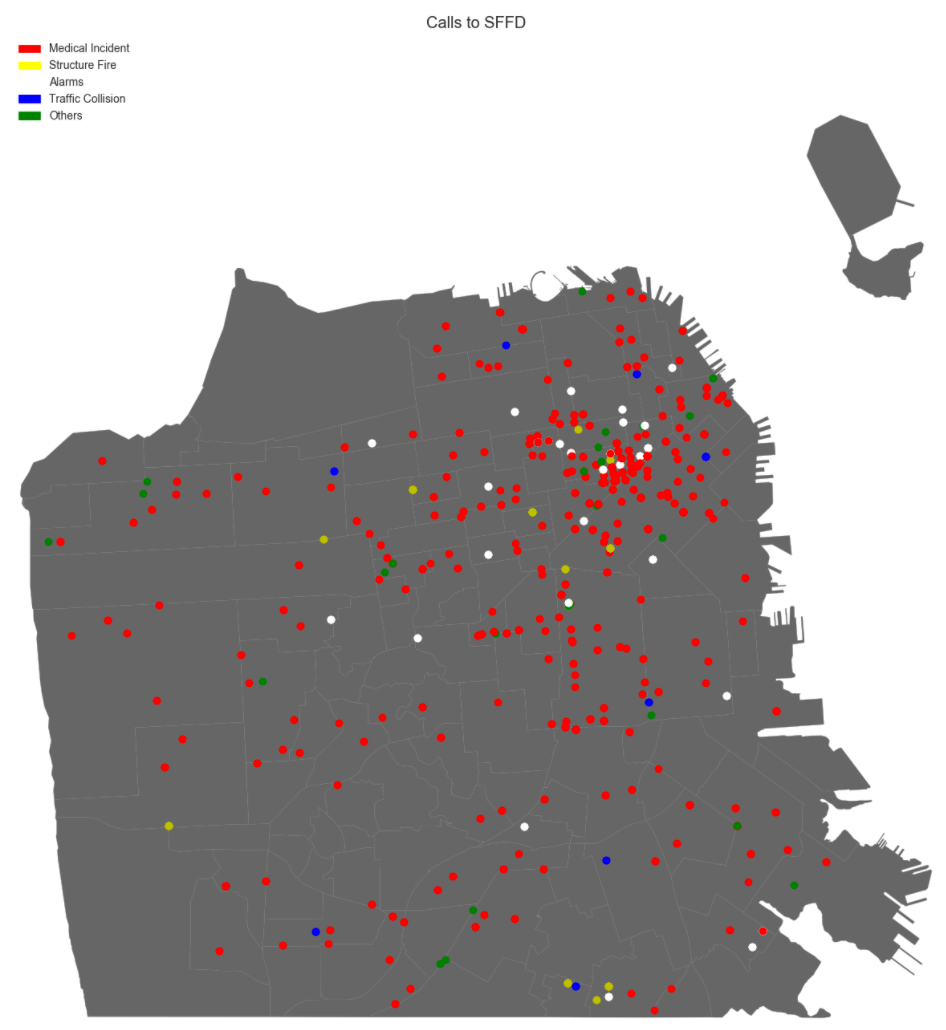 Calls to SFFD
Medical Incident
Structure Fire
Alarms
Traffic Collision
Others